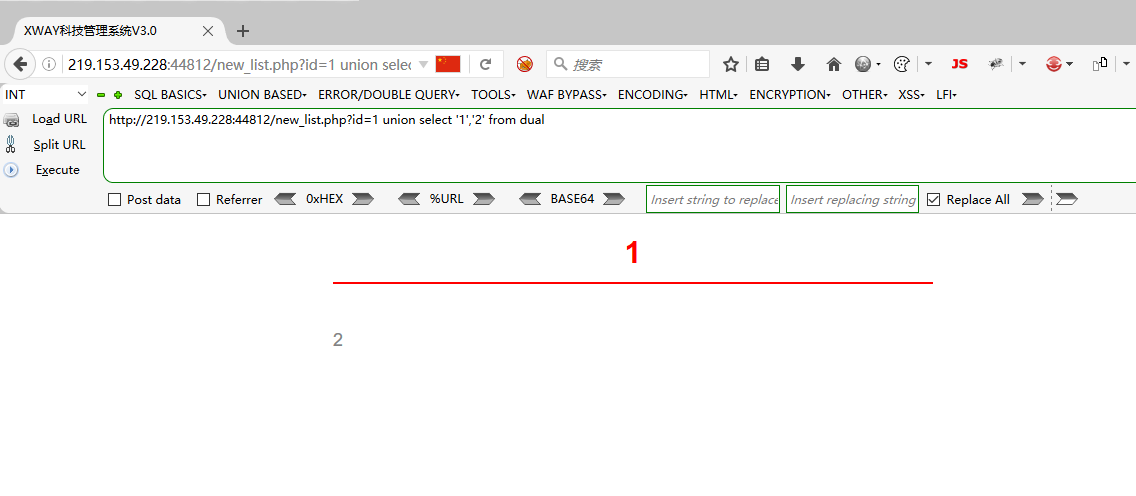 XWAY科技管理系统V3.0
219.153.49.228:44812/new_list.php?id=1 union selec
搜索
JS
INT SQL BASICS UNION BASED ERROR/DOUBLE QUERY TOOLS WAF BYPASS ENCODING HTML ENCRYPTION OTHER XSS LFI
Load URL
Split URL
Execute
http://219.153.49.228:44812/new_list.php?id=1 union select '1','2' from dual
Post data Referrer 0xHEX %URL BASE64 Insert string to replace Insert replacing string Replace All
1
2